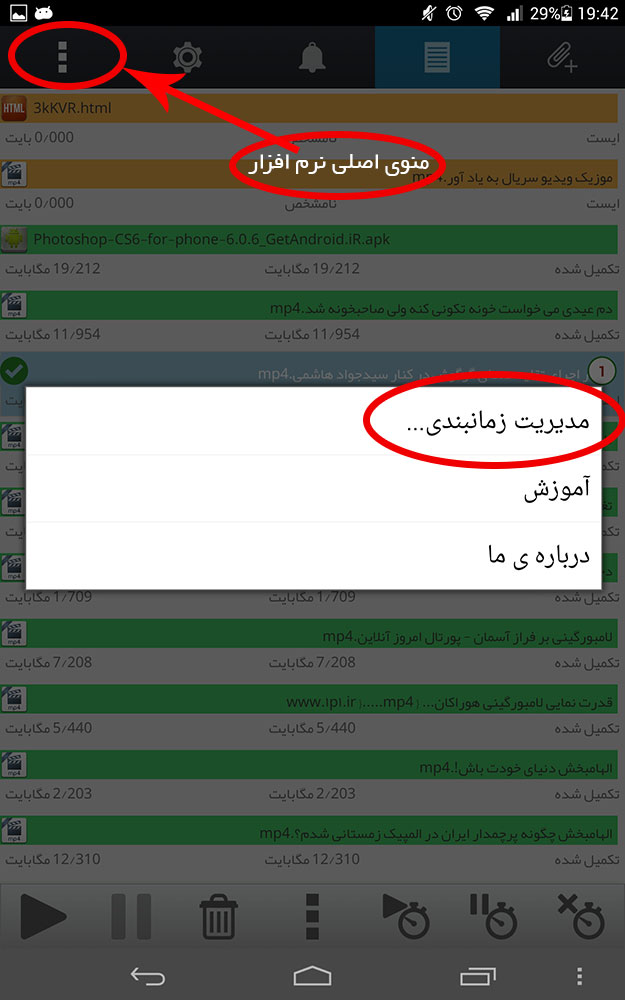 29% 19:42
HTML 3kKVR.html
0/000 بایت نامشخص ایست
منوی اصلی نرم افزار
موزیک ویدیو سریال به یاد آور.mp4
0/000 بایت نامشخص ایست
Photoshop-CS6-for-phone-6.0.6_GetAndroid.iR.apk
19/212 مگابایت 19/212 مگابایت تکمیل شده
دم عیدی می خواست خونه تکونی کنه ولی صاحبخونه شد.mp4
11/954 مگابایت 11/954 مگابایت تکمیل شده
در کنار سیدجواد هاشمی.mp4
1
مدیریت زمانبندی...
آموزش
درباره ی ما
1/709 مگابایت 1/709 مگابایت تکمیل شده
لامبورگینی بر فراز آسمان - پورتال امروز آنلاین.mp4
7/208 مگابایت 7/208 مگابایت تکمیل شده
قدرت نمایی لامبورگینی هوراکان... {www.1p1.ir{.....mp4
5/440 مگابایت 5/440 مگابایت تکمیل شده
الهامبخش دنیای خودت باش!.mp4
2/203 مگابایت 2/203 مگابایت تکمیل شده
الهامبخش چگونه پرچمدار ایران در المپیک زمستانی شدم؟.mp4
12/310 مگابایت 12/310 مگابایت تکمیل شده